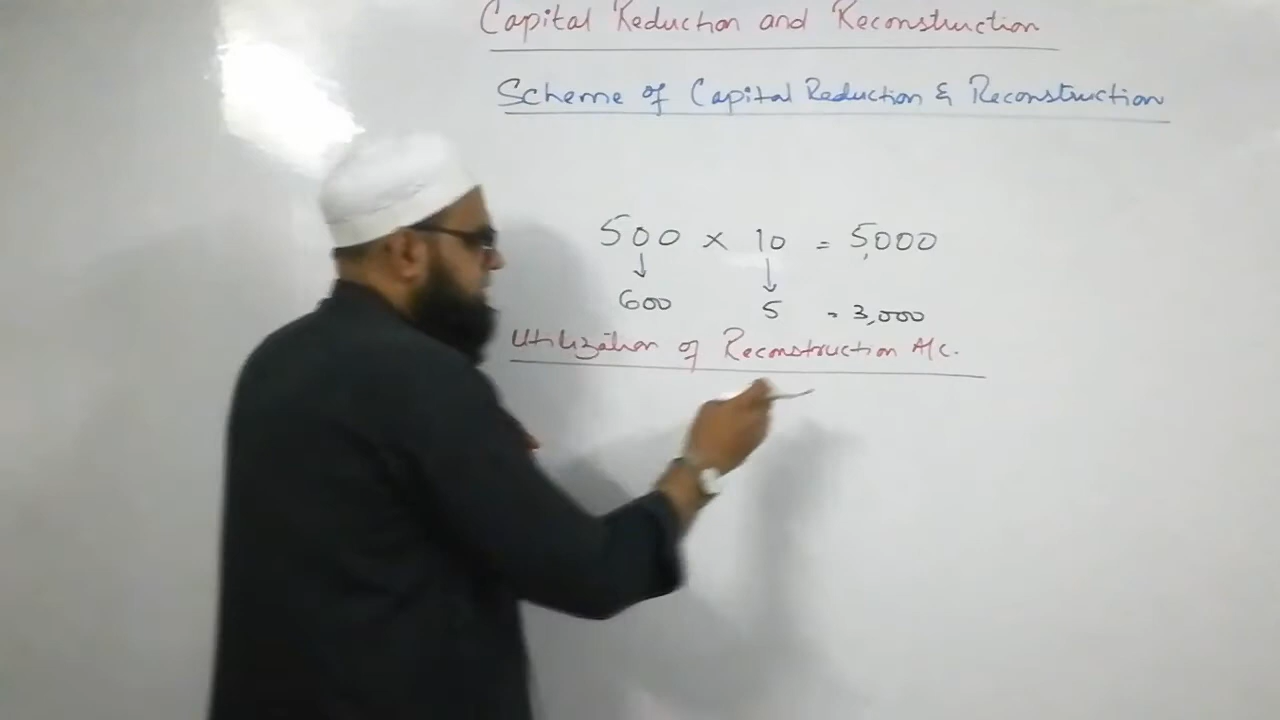 Capital Reduction and Reconstruction
Scheme of Capital Reduction & Reconstruction
500 × 10 = 5,000
↓ ↓
600 5 = 3,000
Utilization of Reconstruction A/c.